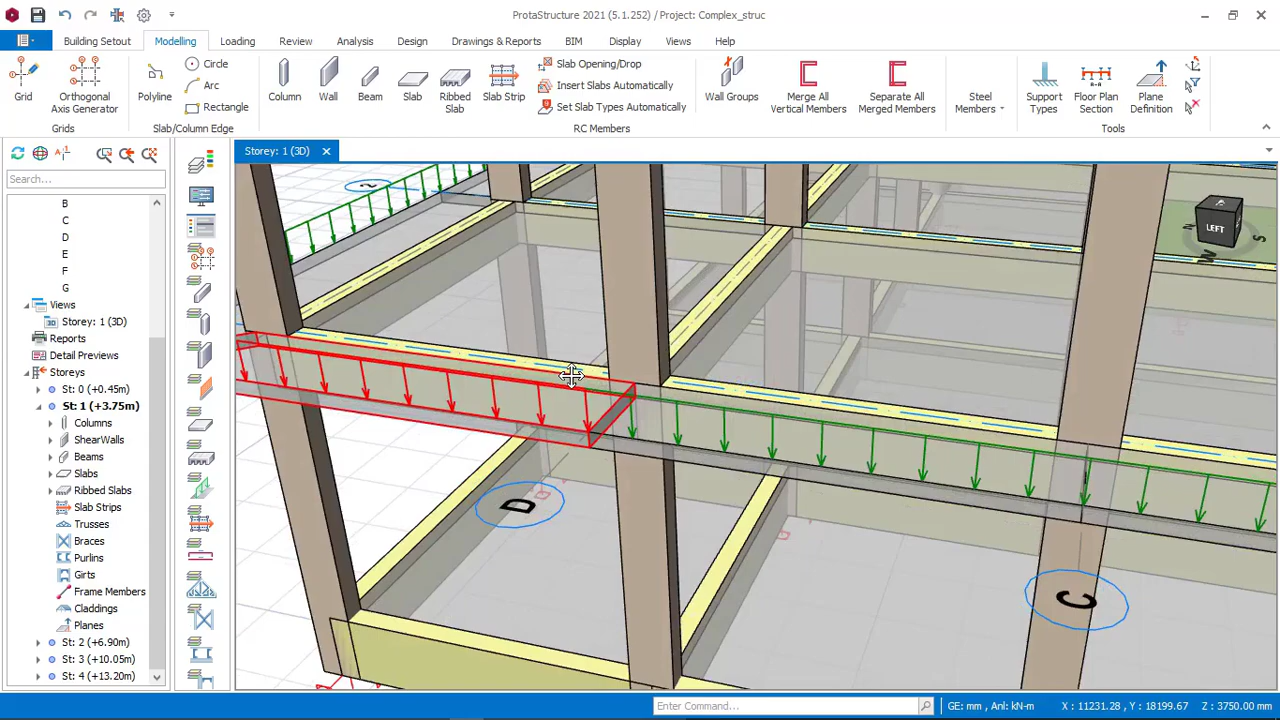 ProtaStructure 2021 (5.1.252) / Project: Complex_struc
Building Setout Modelling Loading Review Analysis Design Drawings & Reports BIM Display Views Help
Grid
Orthogonal Axis Generator
Grids
Polyline
Circle
Arc
Rectangle
Slab/Column Edge
Column
Wall
Beam
Slab
Ribbed Slab
Slab Strip
Slab Opening/Drop
Insert Slabs Automatically
Set Slab Types Automatically
RC Members
Wall Groups
Merge All Vertical Members
Separate All Merged Members
Steel Members
Support Types
Floor Plan Section
Plane Definition
Tools
Storey: 1 (3D)
Search...
B
C
D
E
F
G
Views
Storey: 1 (3D)
Reports
Detail Previews
Storeys
St: 0 (+0.45m)
St: 1 (+3.75m)
Columns
ShearWalls
Beams
Slabs
Ribbed Slabs
Slab Strips
Trusses
Braces
Purlins
Girts
Frame Members
Claddings
Planes
St: 2 (+6.90m)
St: 3 (+10.05m)
St: 4 (+13.20m)
2
D
C
LEFT
N
S
W
Enter Command...
GE: mm, Anl: kN-m
X : 11231.28 , Y : 18199.67
Z : 3750.00 mm